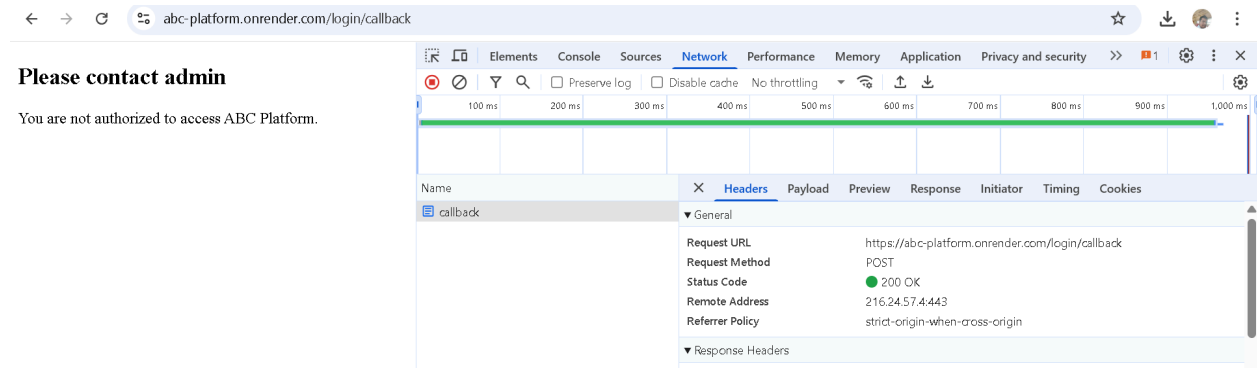 abc-platform.onrender.com/login/callback
Please contact admin
You are not authorized to access ABC Platform.
Elements Console Sources Network Performance Memory Application Privacy and security 1
Preserve log Disable cache No throttling
100 ms 200 ms 300 ms 400 ms 500 ms 600 ms 700 ms 800 ms 900 ms 1,000 ms
Name
callback
Headers Payload Preview Response Initiator Timing Cookies
General
Request URL https://abc-platform.onrender.com/login/callback
Request Method POST
Status Code 200 OK
Remote Address 216.24.57.4:443
Referrer Policy strict-origin-when-cross-origin
Response Headers